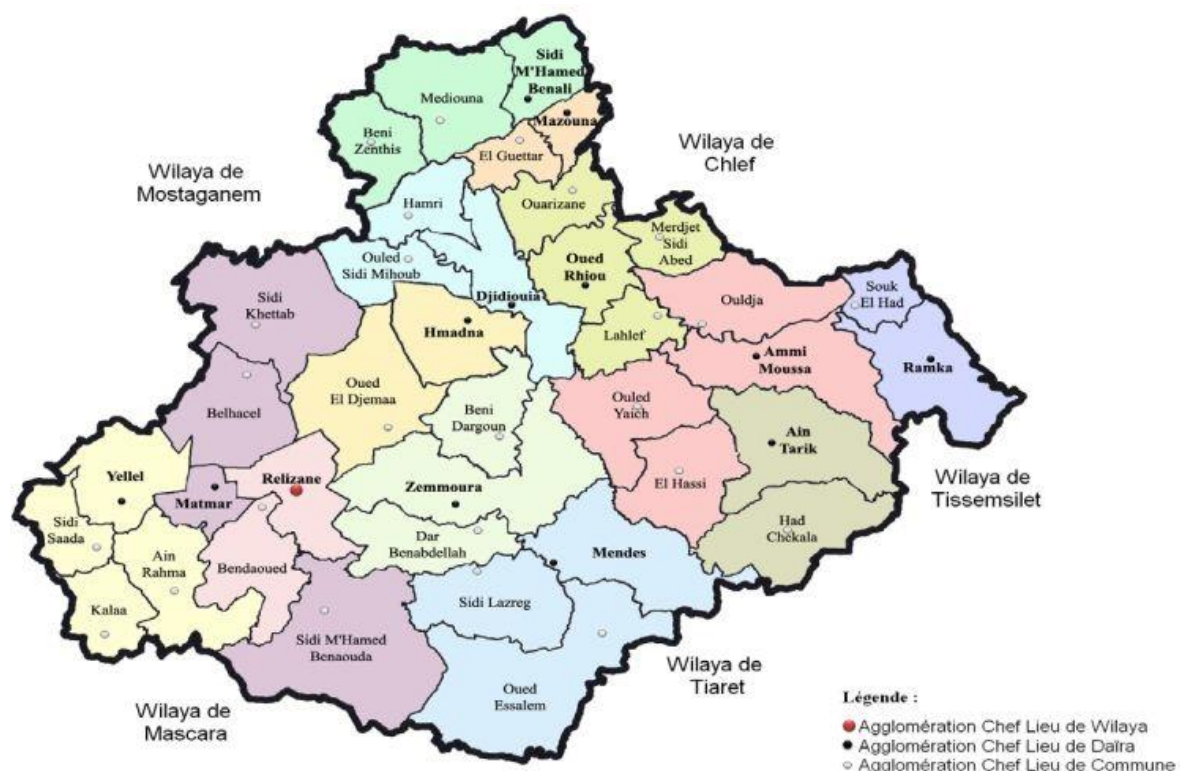 Sidi
M'Hamed
Benali
Mediouna
Mazouna
Beni
Zenthis
El Guettar
Wilaya de
Chlef
Wilaya de
Mostaganem
Hamri
Ouarizane
Merdjet
Sidi
Abed
Ouled
Sidi Mihoub
Oued
Rhiou
Souk
El Had
Sidi
Khettab
Djidiouia
Ouldja
Hmadna
Lahlef
Ammi
Moussa
Ramka
Oued
El Djemaa
Belhacel
Beni
Dargoun
Ouled
Yaich
Ain
Tarik
Yellel
Matmar
Relizane
Zemmoura
El Hassi
Wilaya de
Tissemsilet
Sidi
Saada
Ain
Rahma
Bendaoued
Dar
Benabdellah
Mendes
Had
Chekala
Kalaa
Sidi Lazreg
Sidi M'Hamed
Benaouda
Oued
Essalem
Wilaya de
Tiaret
Wilaya de
Mascara
Légende :
Agglomération Chef Lieu de Wilaya
Agglomération Chef Lieu de Daïra
Agglomération Chef Lieu de Commune